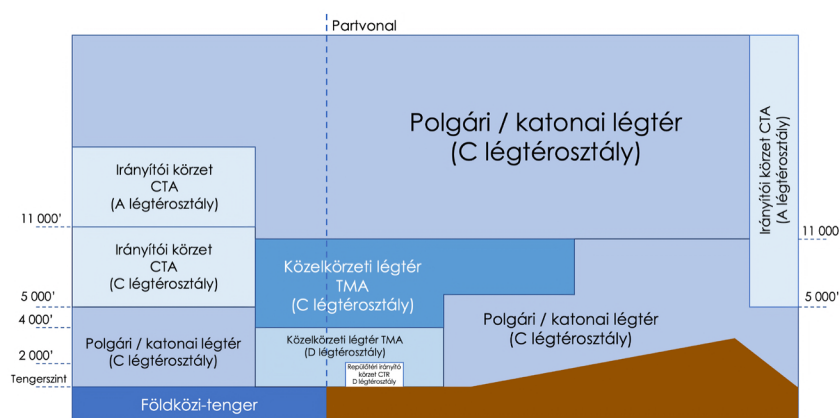 Partvonal
Polgári / katonai légtér
(C légtérosztály)
Irányítói körzet CTA
(A légtérosztály)
Irányítói körzet
CTA
(A légtérosztály)
11 000’
11 000
Irányítói körzet
CTA
(C légtérosztály)
Közelkörzeti légtér
TMA
(C légtérosztály)
5 000’
5 000’
4 000’
Polgári / katonai légtér
(C légtérosztály)
Polgári / katonai légtér
(C légtérosztály)
Közelkörzeti légtér TMA
(D légtérosztály)
2 000’
Repülőtéri irányító
körzet CTR
D légtérosztály)
Tengerszint
Földközi-tenger